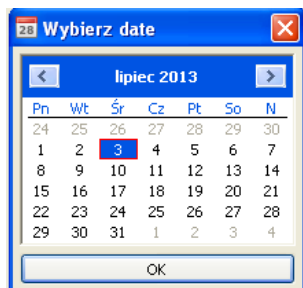 28 Wybierz date
lipiec 2013
Pn Wt Śr Cz Pt So N
24 25 26 27 28 29 30
1 2 3 4 5 6 7
8 9 10 11 12 13 14
15 16 17 18 19 20 21
22 23 24 25 26 27 28
29 30 31 1 2 3 4
OK